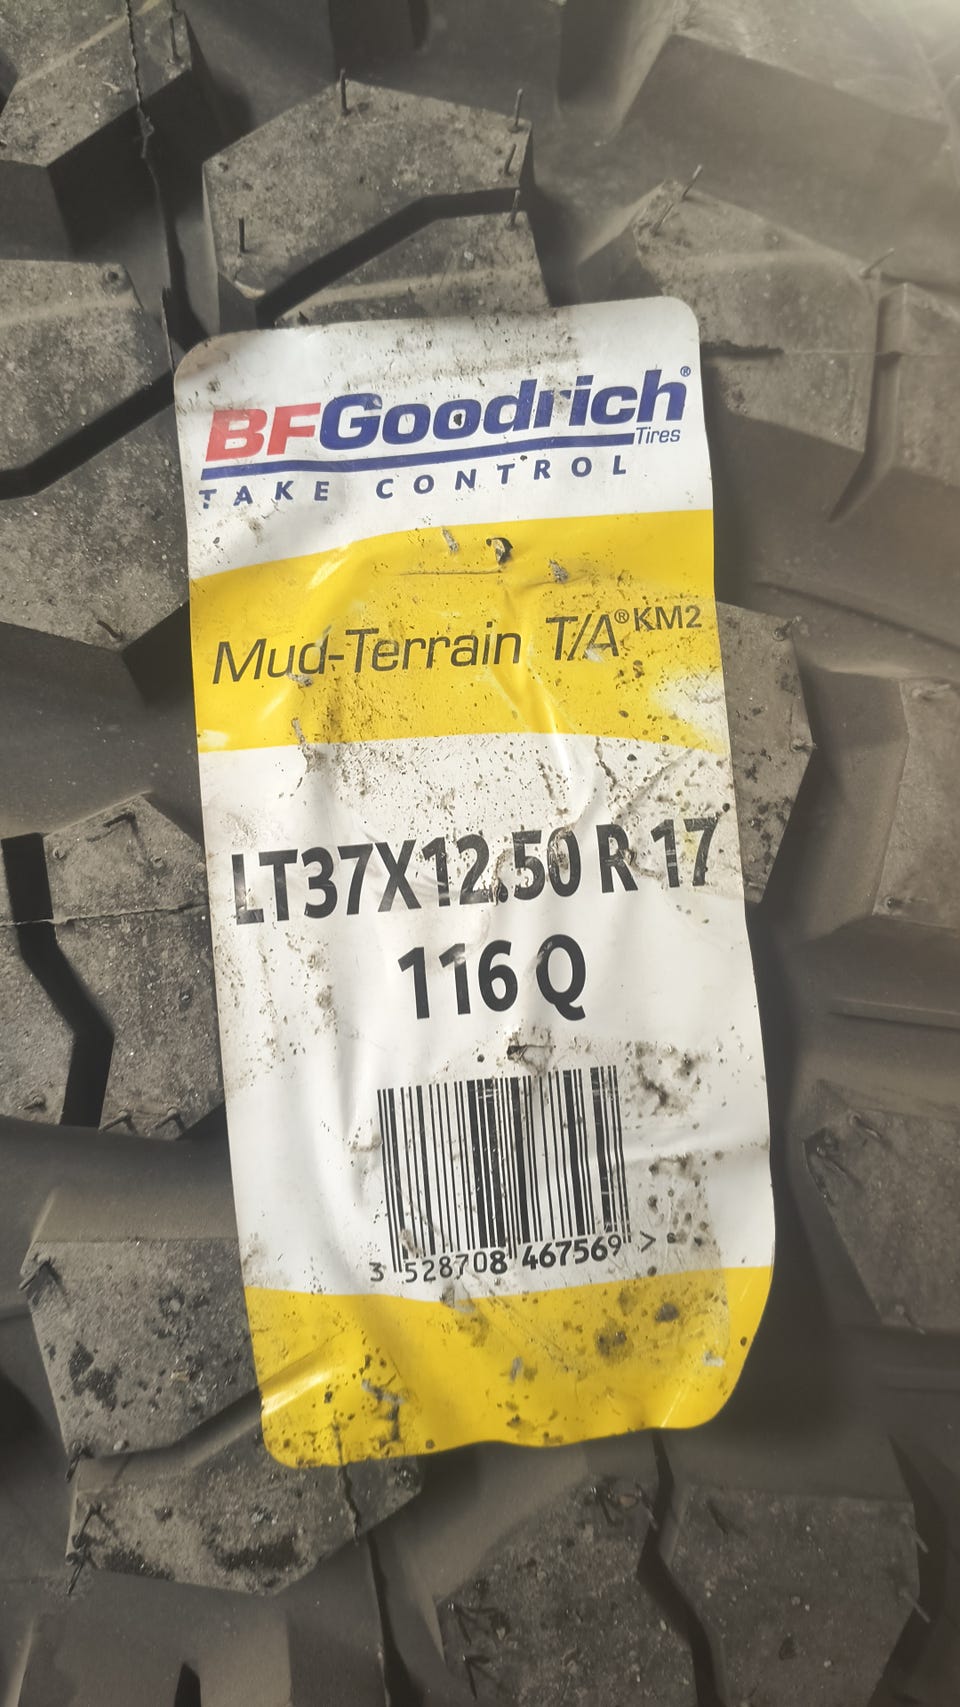 BFGoodrich®
Tires
TAKE CONTROL
Mud-Terrain T/A® KM2
LT37X12.50 R 17
116 Q
3 528708 467569 >